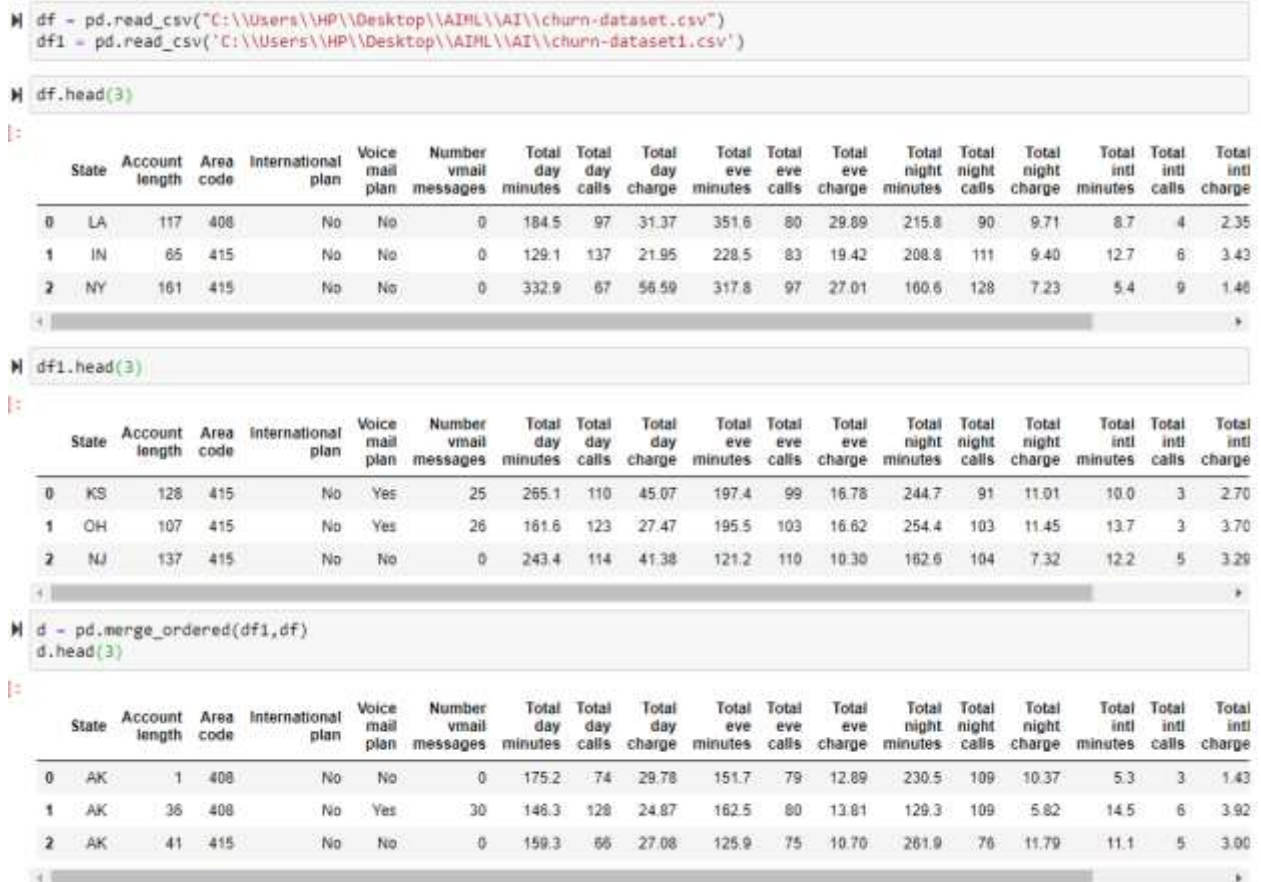 df = pd.read_csv("C:\\Users\\HP\\Desktop\\AIML\\AI\\churn-dataset.csv")
df1 = pd.read_csv('C:\\Users\\HP\\Desktop\\AIML\\AI\\churn-dataset1.csv')
df.head(3)
State Account length Area code International plan Voice mail plan Number vmail messages Total day minutes Total day calls Total day charge Total eve minutes Total eve calls Total eve charge Total night minutes Total night calls Total night charge Total intl minutes Total intl calls Total intl charge
0 LA 117 408 No No 0 184.5 97 31.37 351.6 80 29.89 215.8 90 9.71 8.7 4 2.35
1 IN 65 415 No No 0 129.1 137 21.95 228.5 83 19.42 208.8 111 9.40 12.7 6 3.43
2 NY 161 415 No No 0 332.9 67 56.59 317.8 97 27.01 160.6 128 7.23 5.4 9 1.46
df1.head(3)
State Account length Area code International plan Voice mail plan Number vmail messages Total day minutes Total day calls Total day charge Total eve minutes Total eve calls Total eve charge Total night minutes Total night calls Total night charge Total intl minutes Total intl calls Total intl charge
0 KS 128 415 No Yes 25 265.1 110 45.07 197.4 99 16.78 244.7 91 11.01 10.0 3 2.70
1 OH 107 415 No Yes 26 161.6 123 27.47 195.5 103 16.62 254.4 103 11.45 13.7 3 3.70
2 NJ 137 415 No No 0 243.4 114 41.38 121.2 110 10.30 162.6 104 7.32 12.2 5 3.29
d = pd.merge_ordered(df1,df)
d.head(3)
State Account length Area code International plan Voice mail plan Number vmail messages Total day minutes Total day calls Total day charge Total eve minutes Total eve calls Total eve charge Total night minutes Total night calls Total night charge Total intl minutes Total intl calls Total intl charge
0 AK 1 408 No No 0 175.2 74 29.78 151.7 79 12.89 230.5 109 10.37 5.3 3 1.43
1 AK 36 408 No Yes 30 146.3 128 24.87 162.5 80 13.81 129.3 109 5.82 14.5 6 3.92
2 AK 41 415 No No 0 159.3 66 27.08 125.9 75 10.70 261.9 76 11.79 11.1 5 3.00